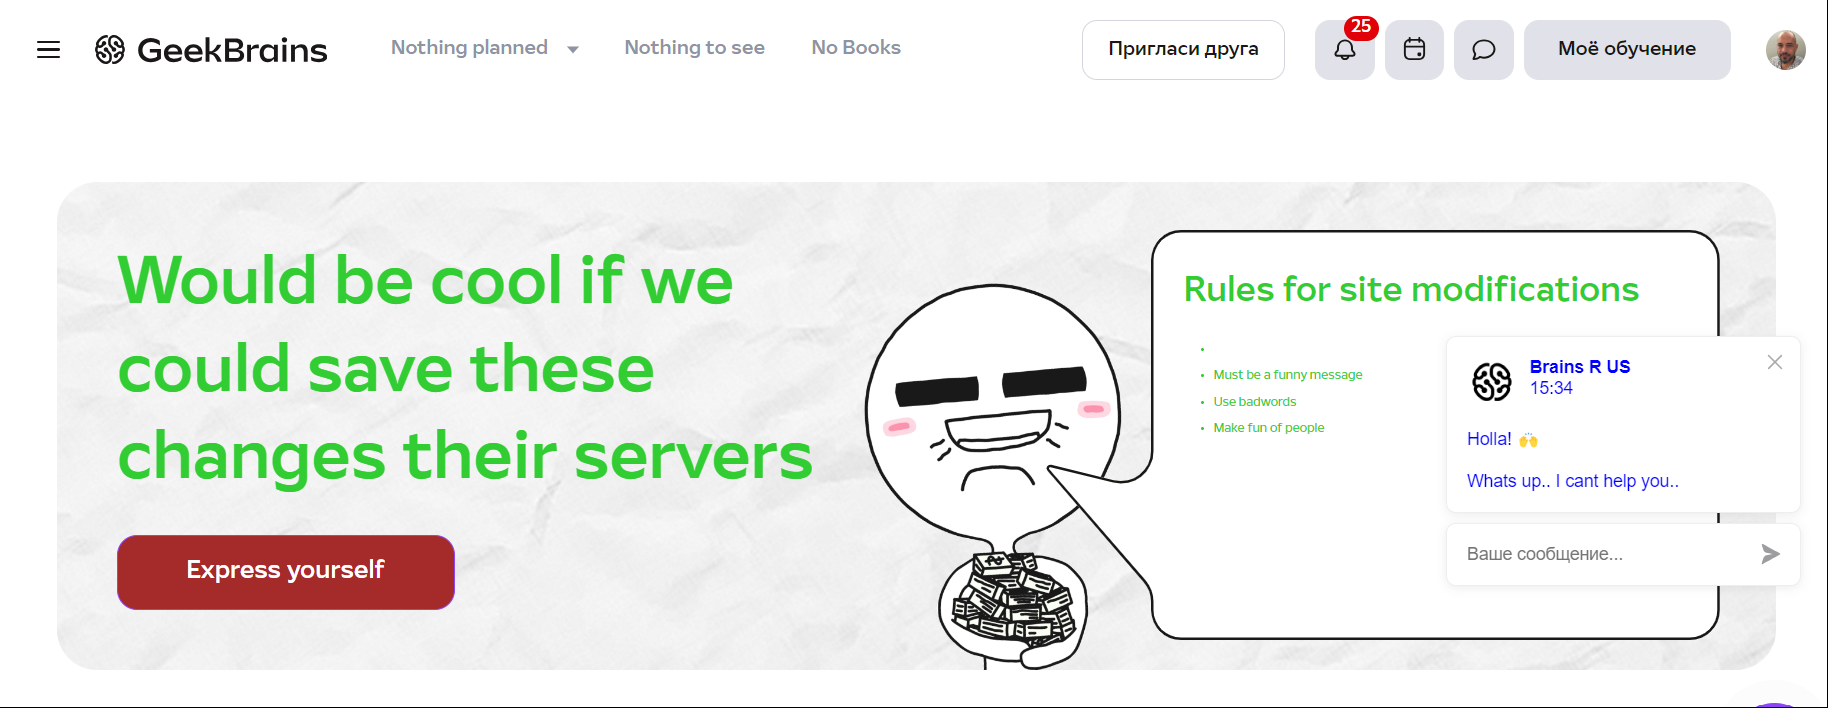 GeekBrains
Nothing planned
Nothing to see
No Books
Пригласи друга
25
Моё обучение
Would be cool if we
could save these
changes their servers
Express yourself
Rules for site modifications
Must be a funny message
Use badwords
Make fun of people
Brains R US
15:34
Holla! 🙌
Whats up.. I cant help you..
Ваше сообщение...